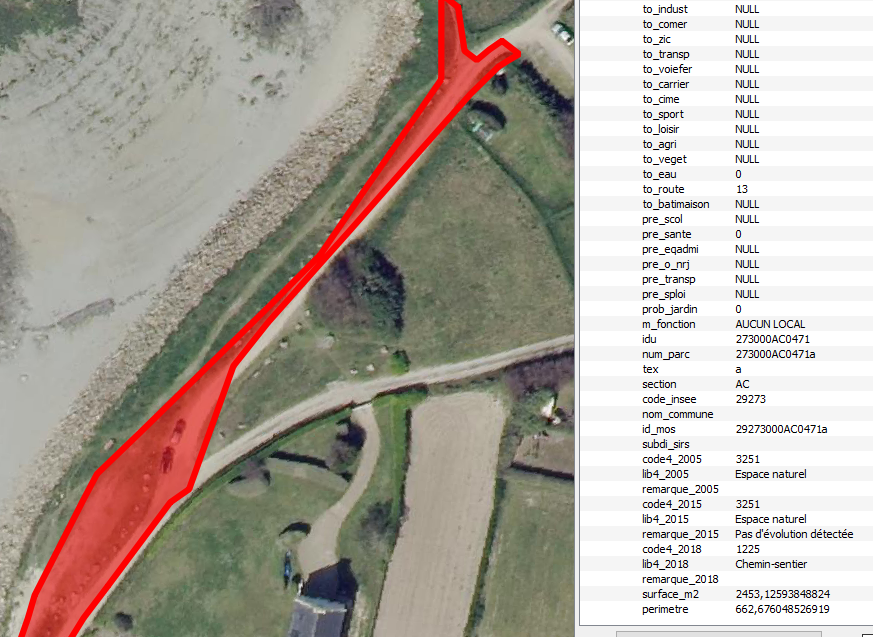 to_indust NULL
to_comer NULL
to_zic NULL
to_transp NULL
to_voiefer NULL
to_carrier NULL
to_cime NULL
to_sport NULL
to_loisir NULL
to_agri NULL
to_veget NULL
to_eau 0
to_route 13
to_batimaison NULL
pre_scol NULL
pre_sante 0
pre_eqadmi NULL
pre_o_nrj NULL
pre_transp NULL
pre_sploi NULL
prob_jardin 0
m_fonction AUCUN LOCAL
idu 273000AC0471
num_parc 273000AC0471a
tex a
section AC
code_insee 29273
nom_commune
id_mos 29273000AC0471a
subdi_sirs
code4_2005 3251
lib4_2005 Espace naturel
remarque_2005
code4_2015 3251
lib4_2015 Espace naturel
remarque_2015 Pas d'évolution détectée
code4_2018 1225
lib4_2018 Chemin-sentier
remarque_2018
surface_m2 2453,12593848824
perimetre 662,676048526919